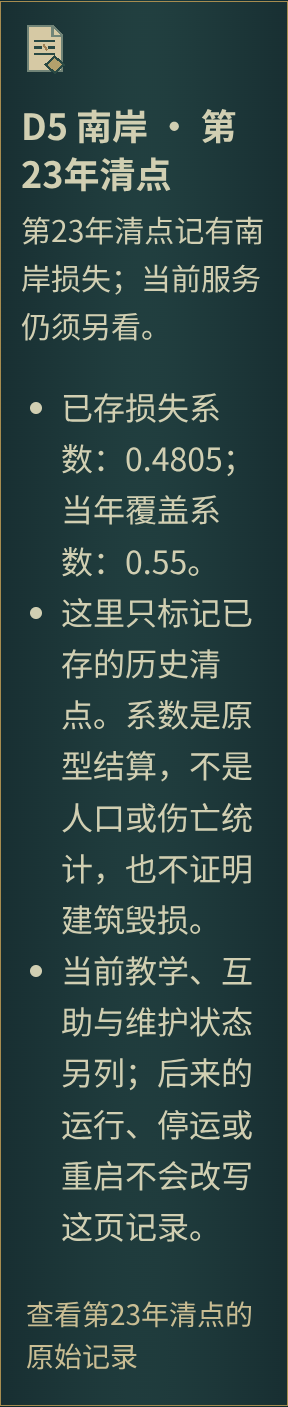 D5 南岸 · 第
23年清点
第23年清点记有南
岸损失；当前服务
仍须另看。
• 已存损失系
数：0.4805；
当年覆盖系
数：0.55。
• 这里只标记已
存的历史清
点。系数是原
型结算，不是
人口或伤亡统
计，也不证明
建筑毁损。
• 当前教学、互
助与维护状态
另列；后来的
运行、停运或
重启不会改写
这页记录。
查看第23年清点的
原始记录